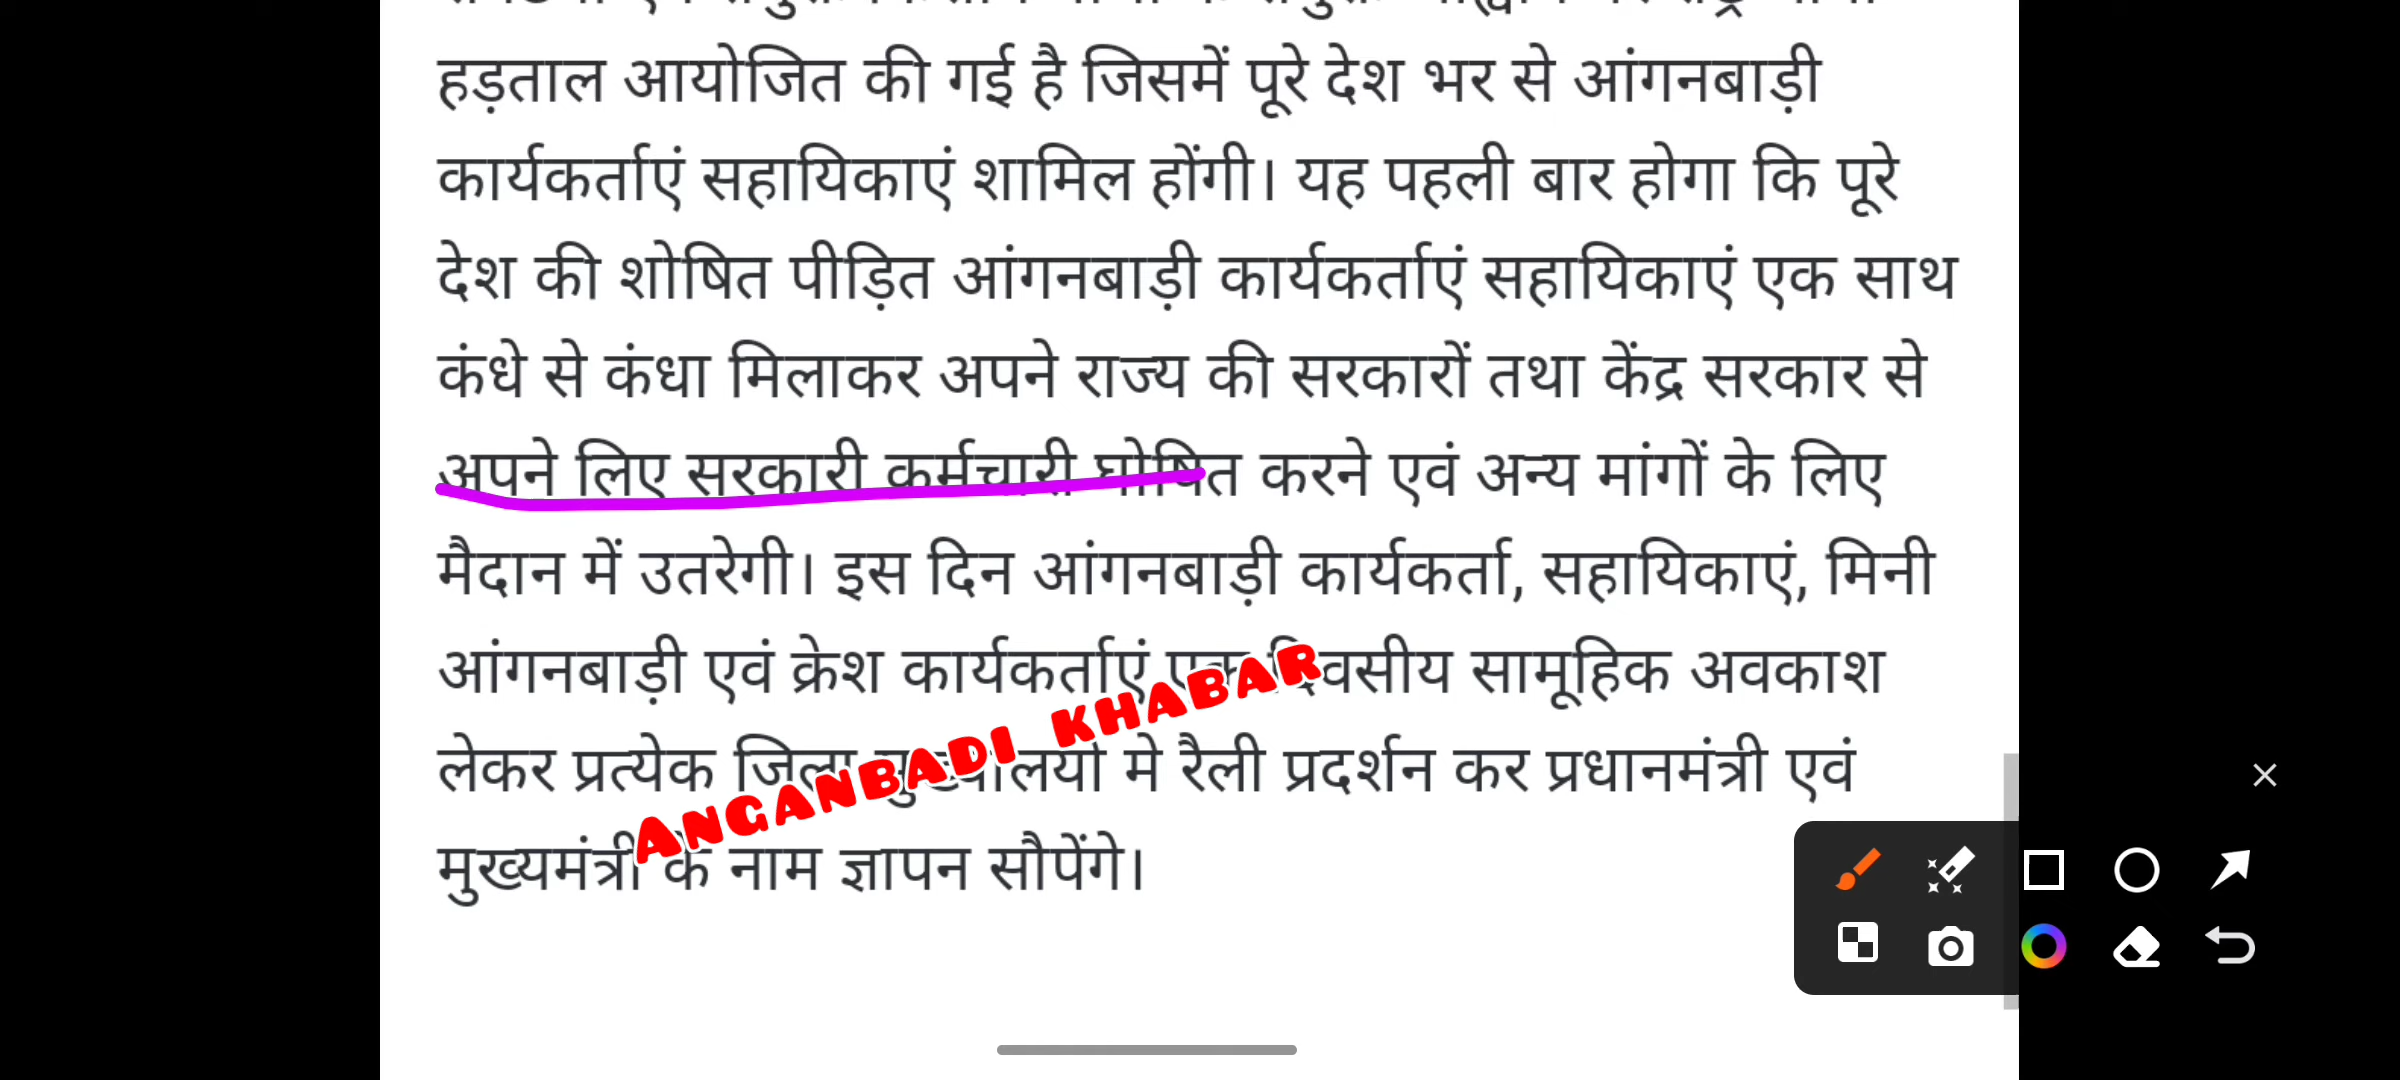 हड़ताल आयोजित की गई है जिसमें पूरे देश भर से आंगनबाड़ी
कार्यकर्ताएं सहायिकाएं शामिल होंगी। यह पहली बार होगा कि पूरे
देश की शोषित पीड़ित आंगनबाड़ी कार्यकर्ताएं सहायिकाएं एक साथ
कंधे से कंधा मिलाकर अपने राज्य की सरकारों तथा केंद्र सरकार से
अपने लिए सरकारी कर्मचारी घोषित करने एवं अन्य मांगों के लिए
मैदान में उतरेगी। इस दिन आंगनबाड़ी कार्यकर्ता, सहायिकाएं, मिनी
आंगनबाड़ी एवं क्रेश कार्यकर्ताएं एक दिवसीय सामूहिक अवकाश
लेकर प्रत्येक जिला मे रैली प्रदर्शन कर प्रधानमंत्री एवं
मुख्यमंत्री के नाम ज्ञापन सौपेंगे।
ANGANBADI KHABAR